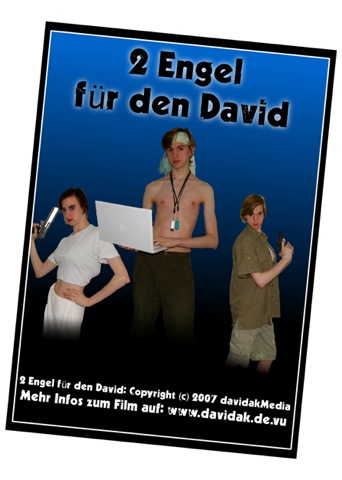 2 Engel
für den David
2 Engel für den David: Copyright (c) 2007 davidakMedia
Mehr Infos zum Film auf: www.davidak.de.vu